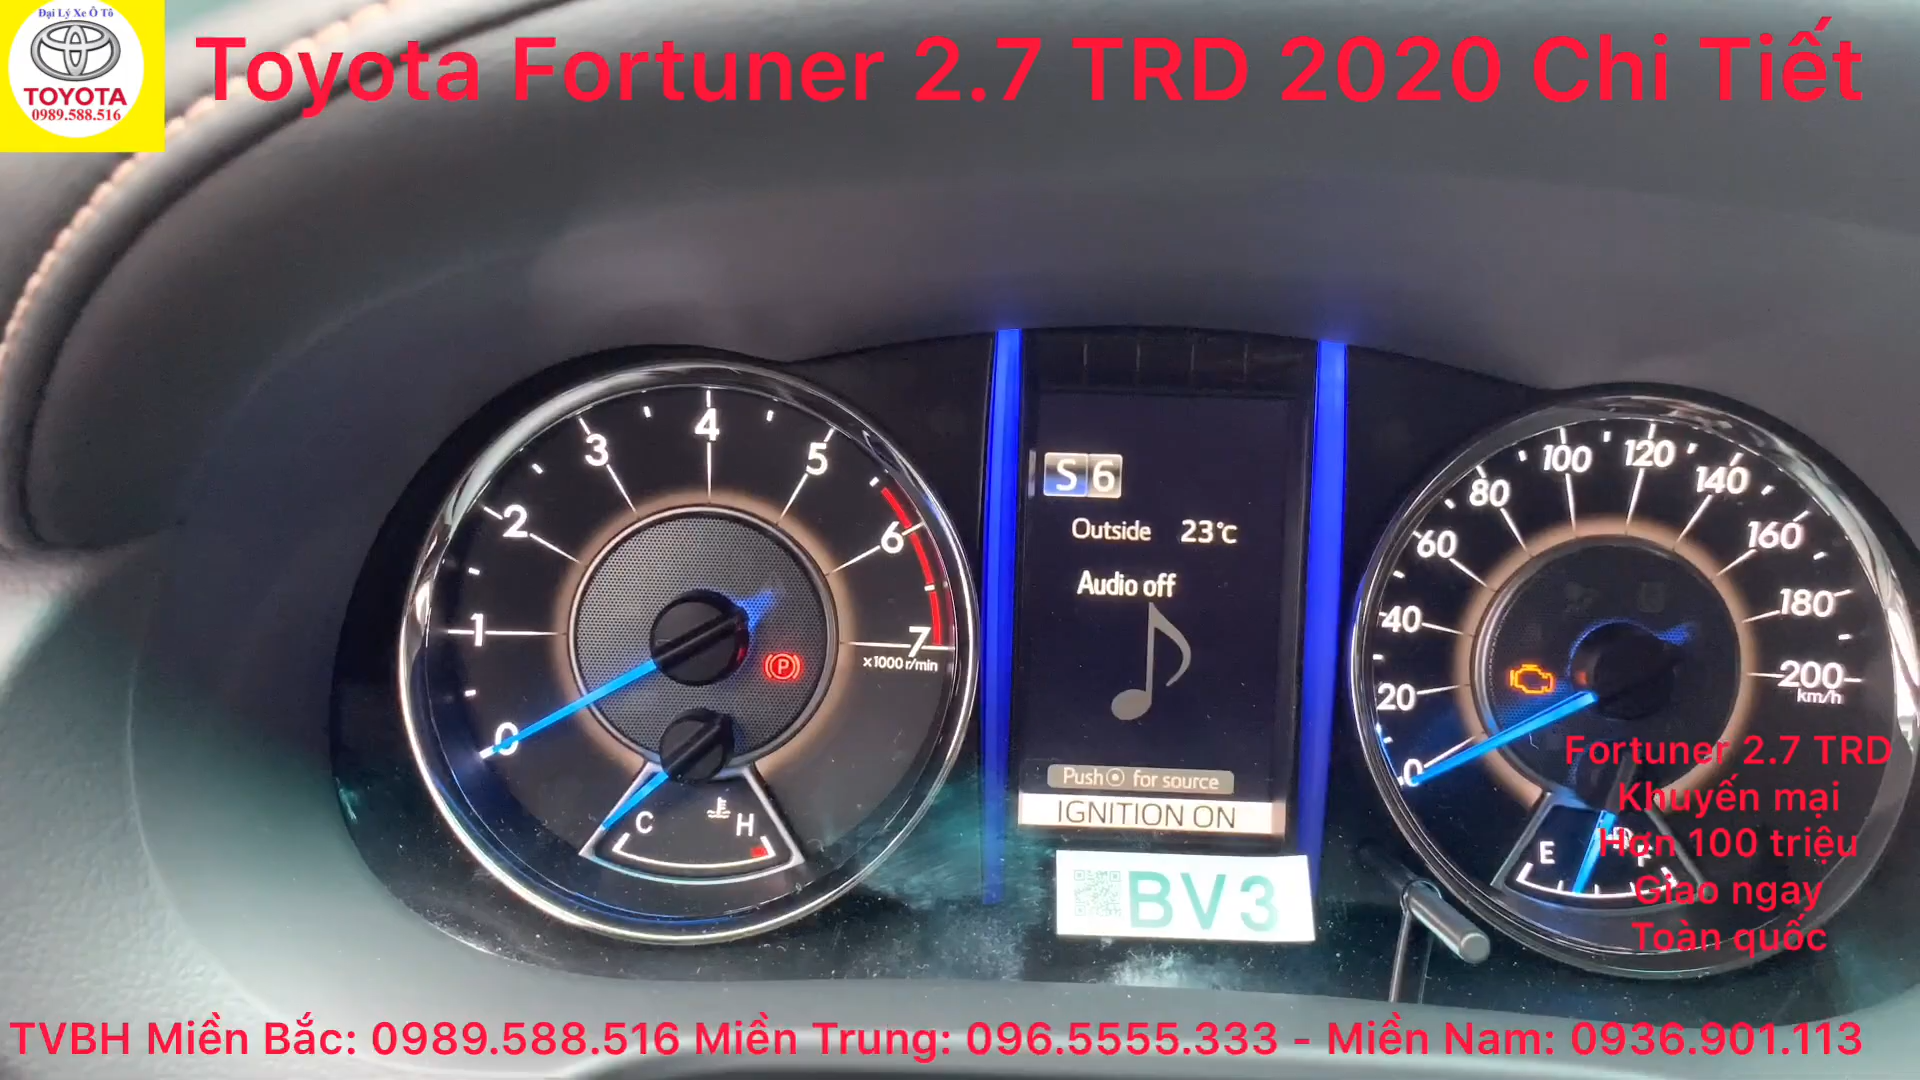 Đại Lý Xe Ô Tô
TOYOTA
0989.588.516
Toyota Fortuner 2.7 TRD 2020 Chi Tiết
0
1
2
3
4
5
6
7
x1000 r/min
C
H
S 6
Outside 23°C
Audio off
Push for source
IGNITION ON
BV3
0
20
40
60
80
100
120
140
160
180
200
km/h
E
F
Fortuner 2.7 TRD
Khuyến mại
Hơn 100 triệu
Giao ngay
Toàn quốc
TVBH Miền Bắc: 0989.588.516 Miền Trung: 096.5555.333 - Miền Nam: 0936.901.113